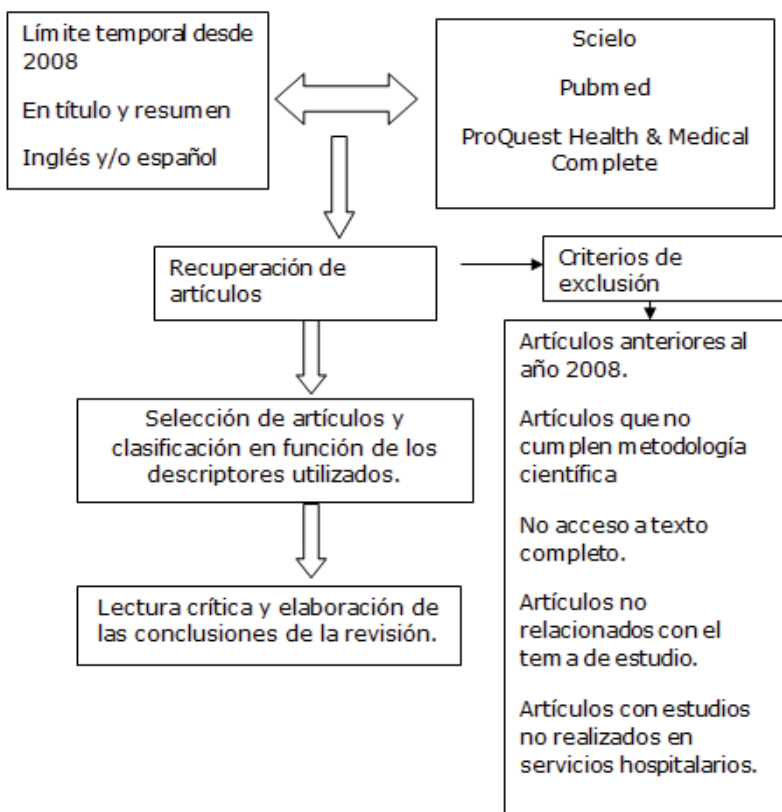 Límite temporal desde
2008
En título y resumen
Inglés y/o español
Scielo
Pubmed
ProQuest Health & Medical
Complete
Recuperación de
artículos
Criterios de
exclusión
Selección de artículos y
clasificación en función de los
descriptores utilizados.
Lectura crítica y elaboración de
las conclusiones de la revisión.
Artículos anteriores al
año 2008.
Artículos que no
cumplen metodología
científica
No acceso a texto
completo.
Artículos no
relacionados con el
tema de estudio.
Artículos con estudios
no realizados en
servicios hospitalarios.